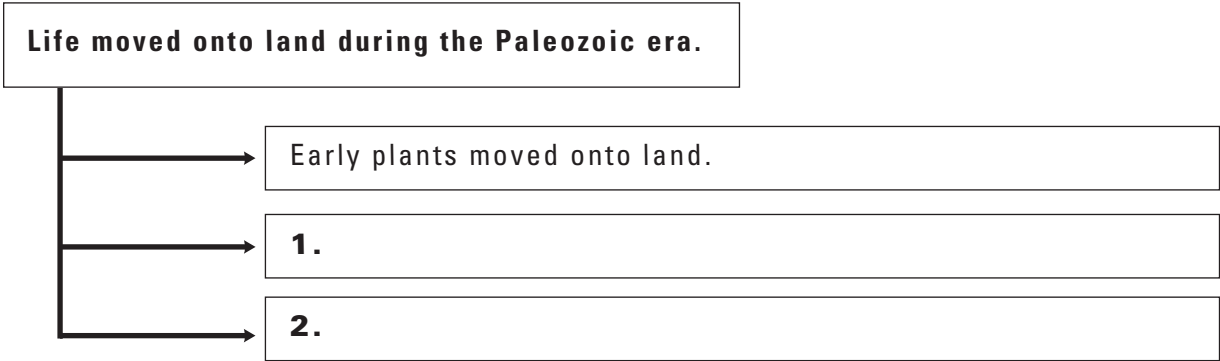 Life moved onto land during the Paleozoic era.
Early plants moved onto land.
1.
2.